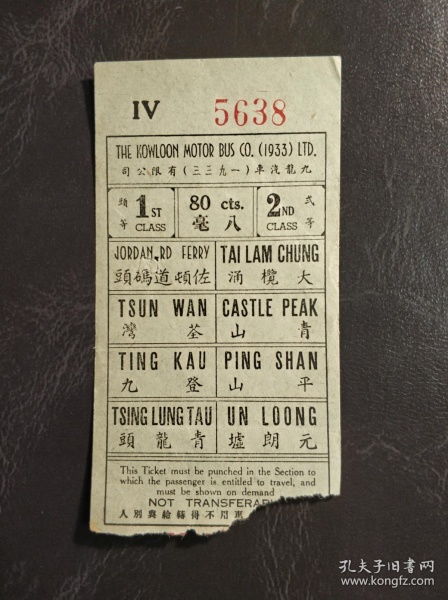 IV 5638
THE KOWLOON MOTOR BUS CO. (1933) LTD.
司公限有(三三九一)車汽龍九
頭等 1ST CLASS 80 cts. 毫八 2ND CLASS 弍等
JORDAN RD FERRY TAI LAM CHUNG
頭碼道頓佐 涌欖大
TSUN WAN CASTLE PEAK
灣荃 山青
TING KAU PING SHAN
九登 山平
TSING LUNG TAU UN LOONG
頭龍青 墟朗元
This Ticket must be punched in the Section to
which the passenger is entitled to travel, and
must be shown on demand
NOT TRANSFERAB
人別與給轉得不
孔夫子旧书网
www.kongfz.com